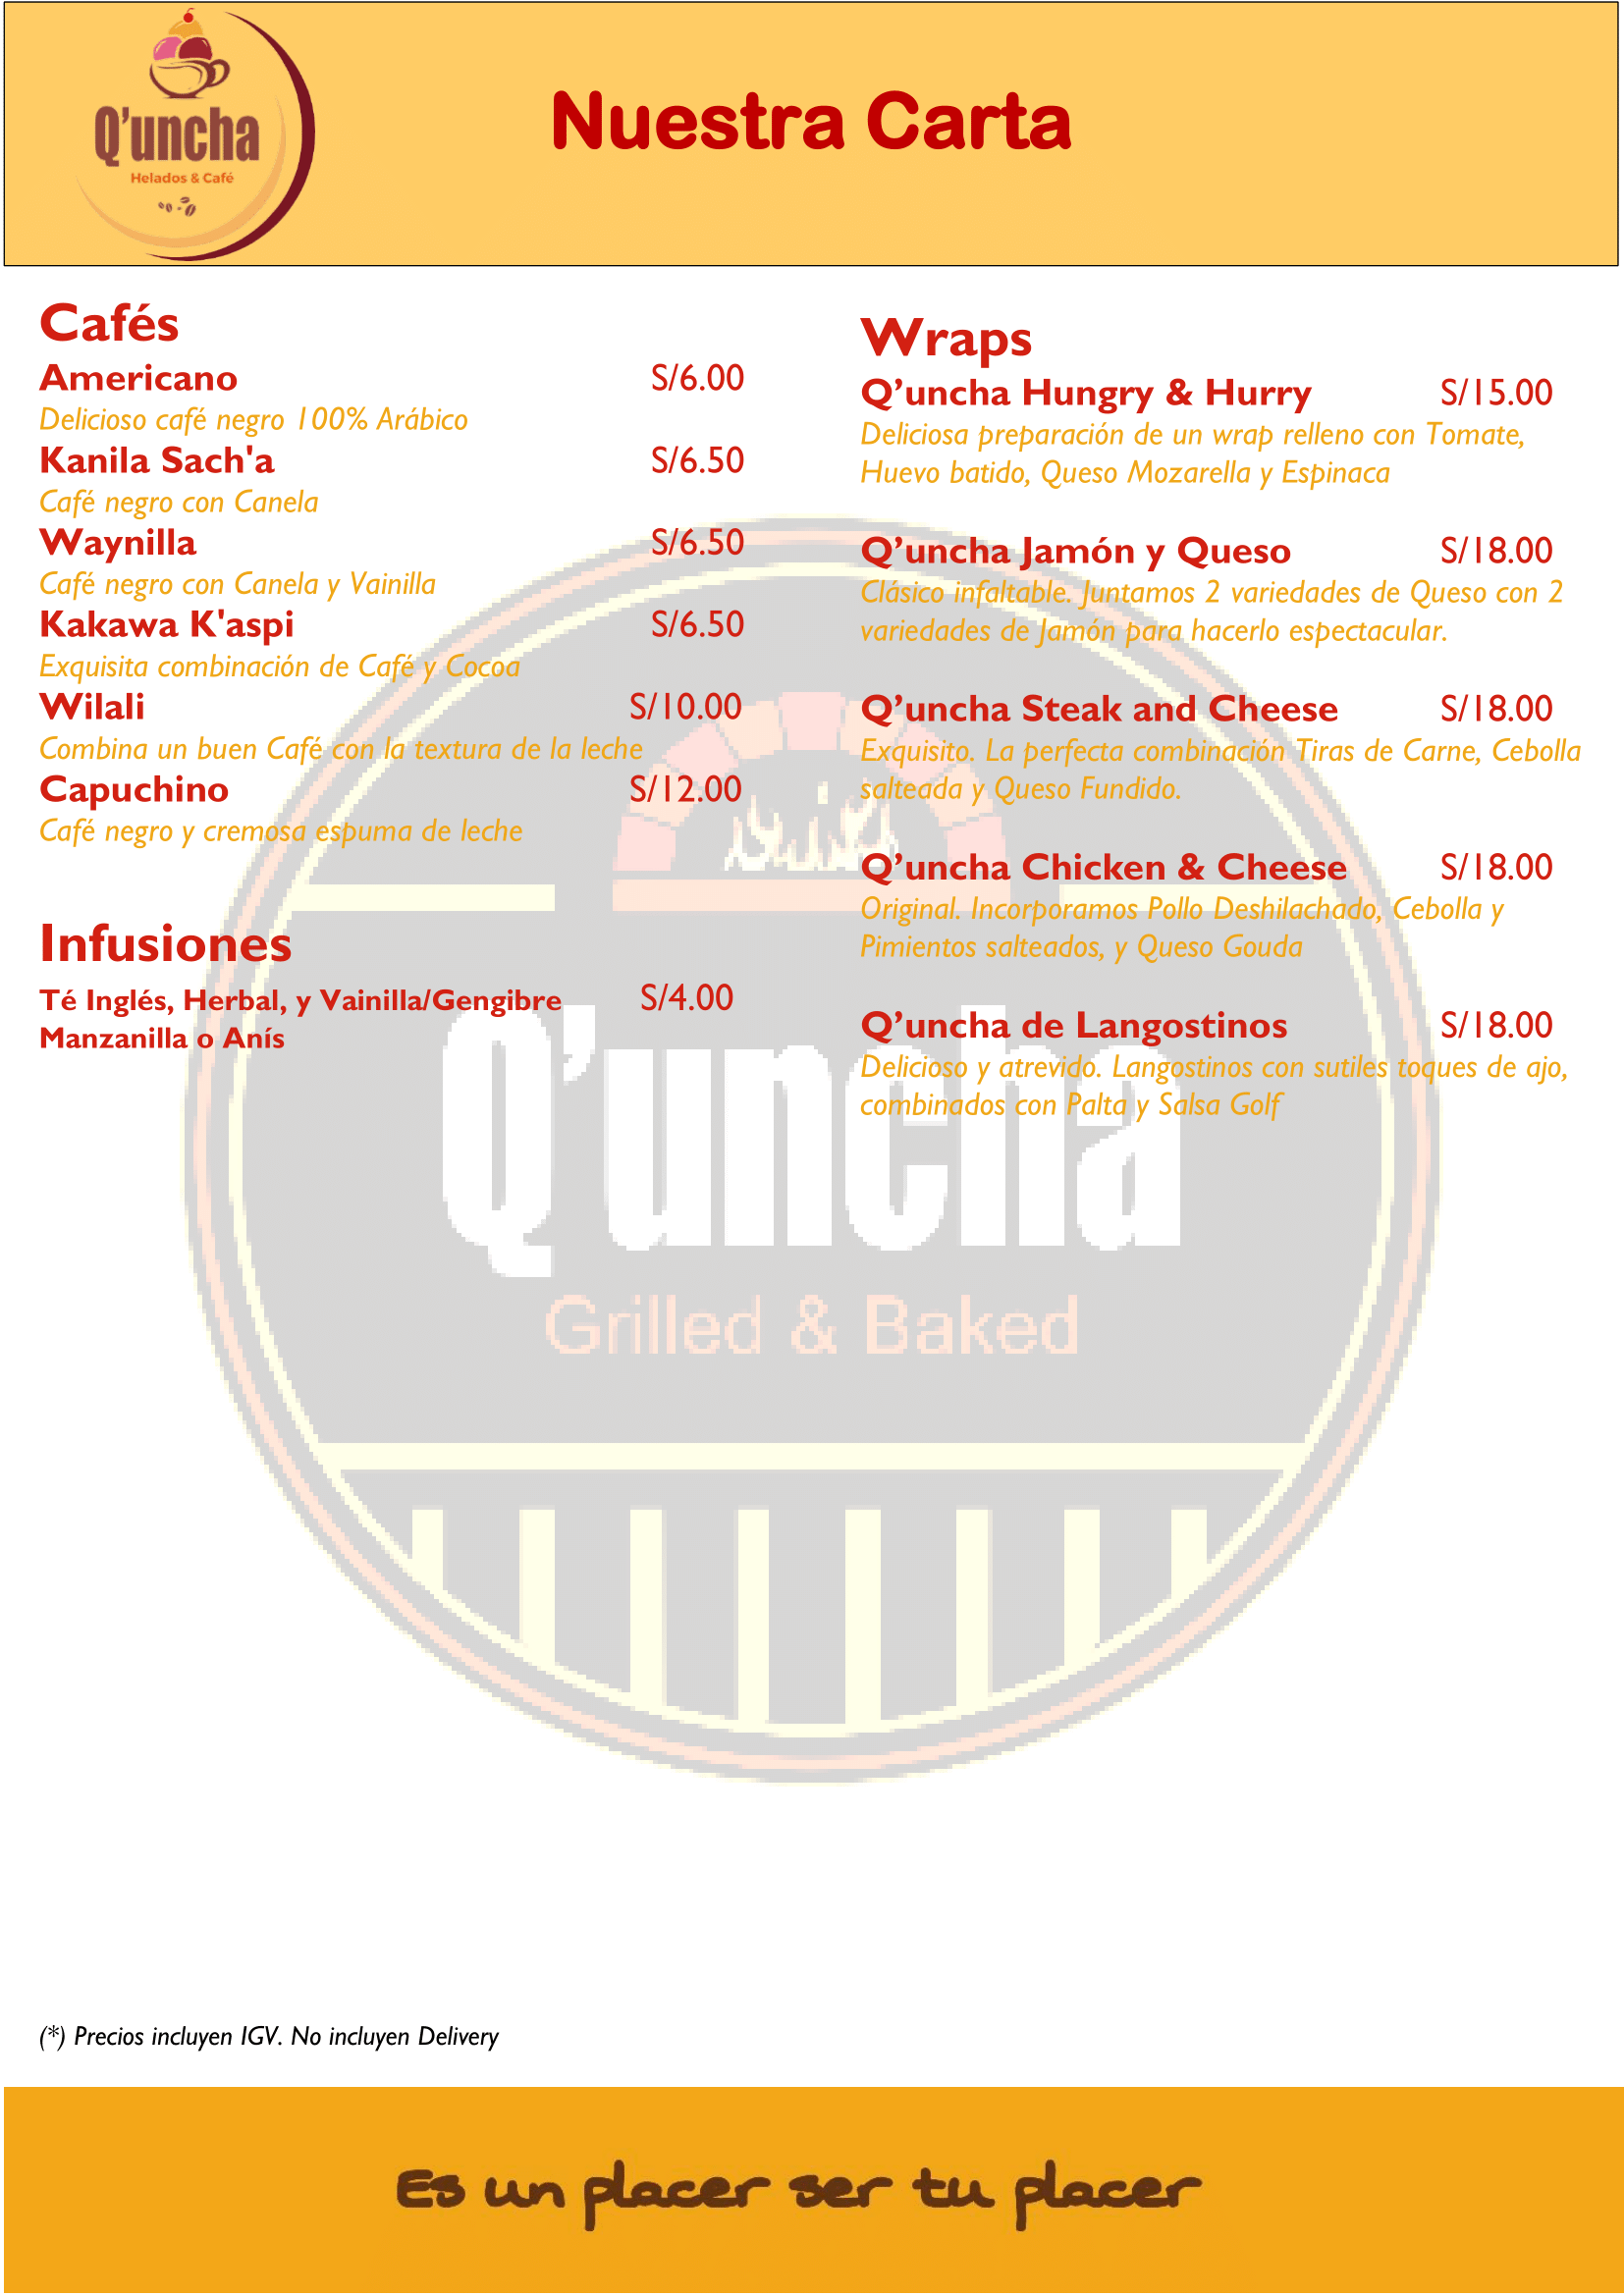 Q'uncha
Helados & Café
Nuestra Carta
Cafés
Americano S/6.00
Delicioso café negro 100% Arábico
Kanila Sach'a S/6.50
Café negro con Canela
Waynilla S/6.50
Café negro con Canela y Vainilla
Kakawa K'aspi S/6.50
Exquisita combinación de Café y Cocoa
Wilali S/10.00
Combina un buen Café con la textura de la leche
Capuchino S/12.00
Café negro y cremosa espuma de leche
Infusiones
Té Inglés, Herbal, y Vainilla/Gengibre S/4.00
Manzanilla o Anís
Wraps
Q’uncha Hungry & Hurry S/15.00
Deliciosa preparación de un wrap relleno con Tomate,
Huevo batido, Queso Mozarella y Espinaca
Q’uncha Jamón y Queso S/18.00
Clásico infaltable. Juntamos 2 variedades de Queso con 2
variedades de Jamón para hacerlo espectacular.
Q’uncha Steak and Cheese S/18.00
Exquisito. La perfecta combinación Tiras de Carne, Cebolla
salteada y Queso Fundido.
Q’uncha Chicken & Cheese S/18.00
Original. Incorporamos Pollo Deshilachado, Cebolla y
Pimientos salteados, y Queso Gouda
Q’uncha de Langostinos S/18.00
Delicioso y atrevido. Langostinos con sutiles toques de ajo,
combinados con Palta y Salsa Golf
Q'uncha
Grilled & Baked
(*) Precios incluyen IGV. No incluyen Delivery
Es un placer ser tu placer